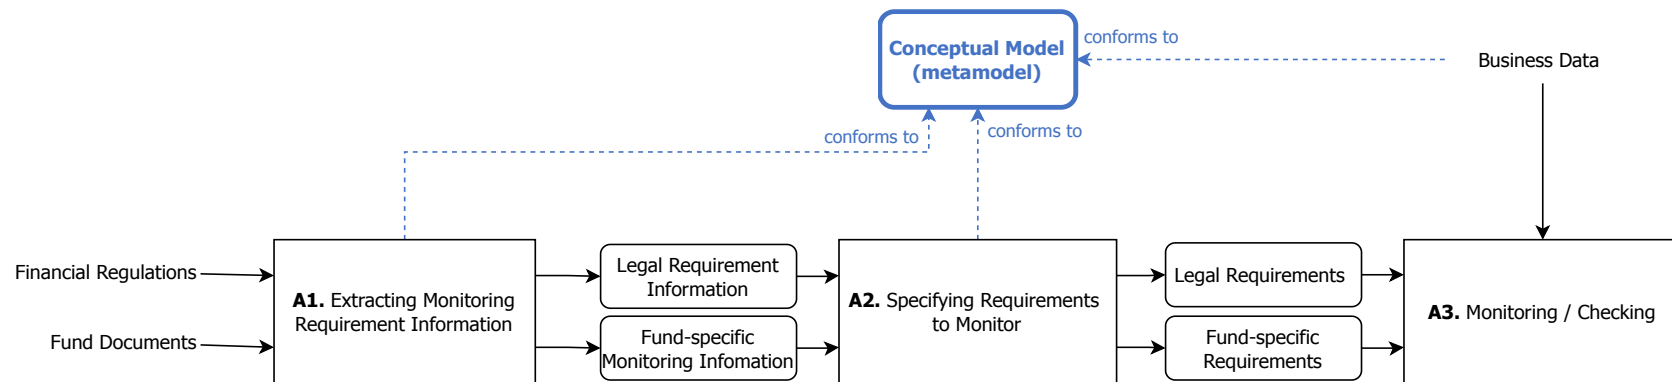 Conceptual Model
(metamodel)
conforms to
Business Data
conforms to
conforms to
Financial Regulations
Fund Documents
A1. Extracting Monitoring
Requirement Information
Legal Requirement
Information
Fund-specific
Monitoring Infomation
A2. Specifying Requirements
to Monitor
Legal Requirements
Fund-specific
Requirements
A3. Monitoring / Checking